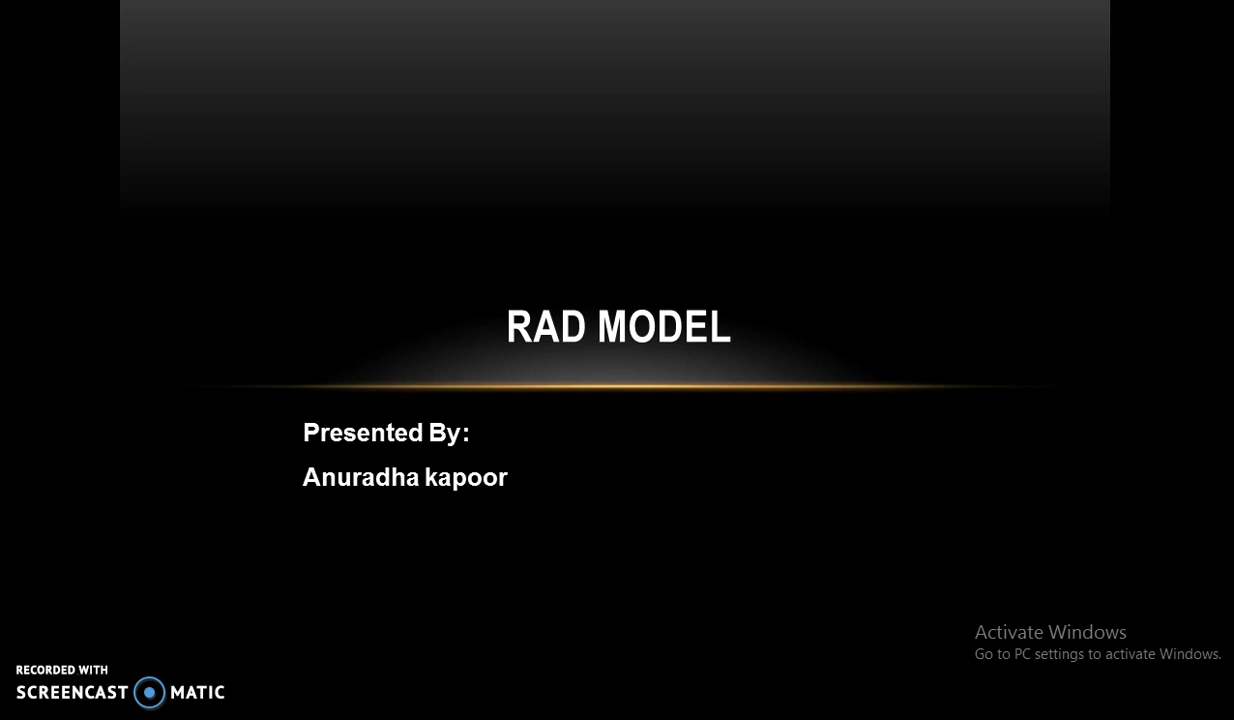 RAD MODEL
Presented By:
Anuradha kapoor
Activate Windows
Go to PC settings to activate Windows.
RECORDED WITH
SCREENCAST MATIC